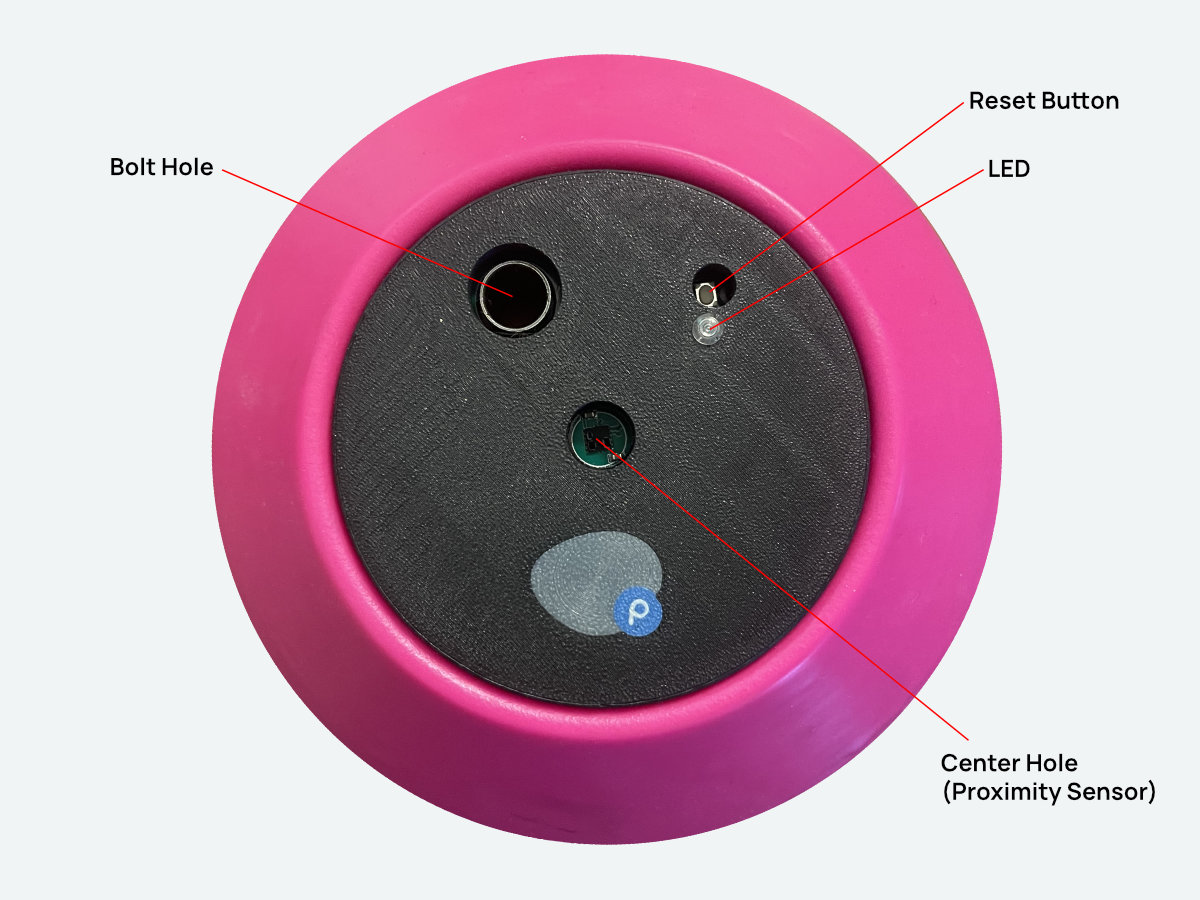 Reset Button
Bolt Hole
LED
Center Hole
(Proximity Sensor)